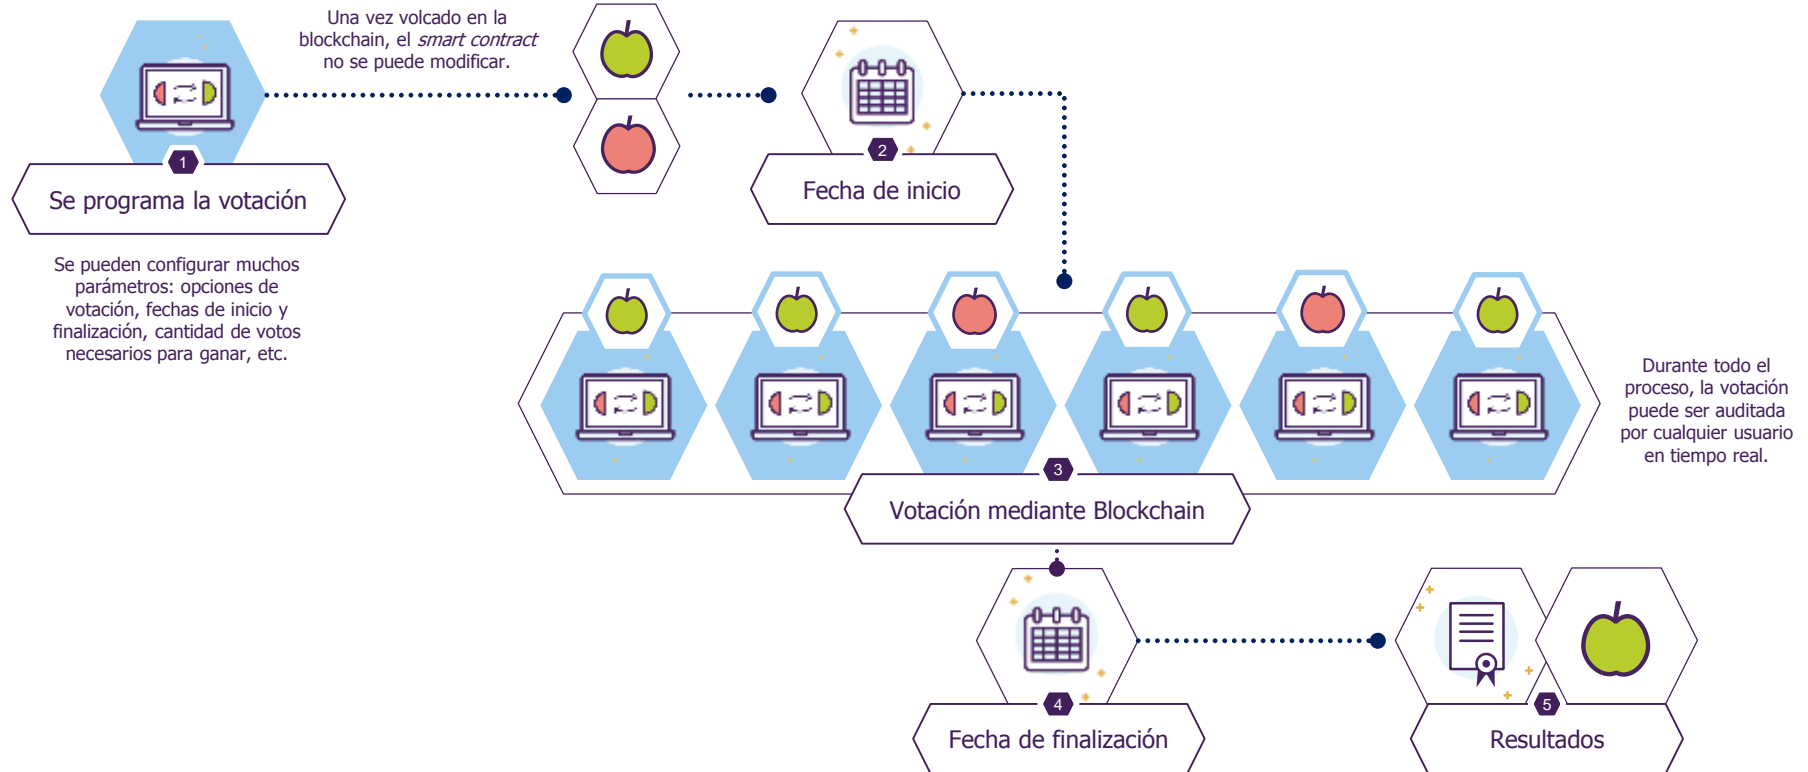 Una vez volcado en la
blockchain, el smart contract
no se puede modificar.
1
Se programa la votación
Se pueden configurar muchos
parámetros: opciones de
votación, fechas de inicio y
finalización, cantidad de votos
necesarios para ganar, etc.
2
Fecha de inicio
3
Votación mediante Blockchain
Durante todo el
proceso, la votación
puede ser auditada
por cualquier usuario
en tiempo real.
4
Fecha de finalización
5
Resultados